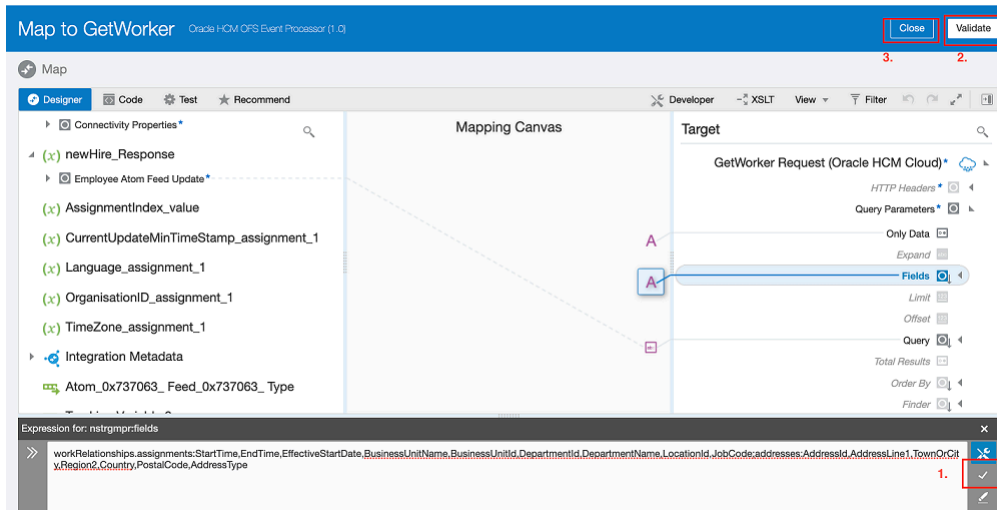 Map to GetWorker Oracle HCM OFS Event Processor (1.0) Close Validate
3. 2.
Map
Designer Code Test Recommend Developer XSLT View Filter
Connectivity Properties*
Mapping Canvas
Target
newHire_Response
GetWorker Request (Oracle HCM Cloud)*
Employee Atom Feed Update*
HTTP Headers*
AssignmentIndex_value
Query Parameters*
CurrentUpdateMinTimeStamp_assignment_1
A
Only Data
Expand
Language_assignment_1
A
Fields
OrganisationID_assignment_1
Limit
Offset
TimeZone_assignment_1
Query
Integration Metadata
Total Results
Atom_0x737063_ Feed_0x737063_ Type
Order By
Finder
Expression for: nstrgmpr:fields
workRelationships.assignments:StartTime,EndTime,EffectiveStartDate,BusinessUnitName,BusinessUnitId,DepartmentId,DepartmentName,LocationId,JobCode;addresses:AddressId,AddressLine1,TownOrCit
y,Region2,Country,PostalCode,AddressType
1.